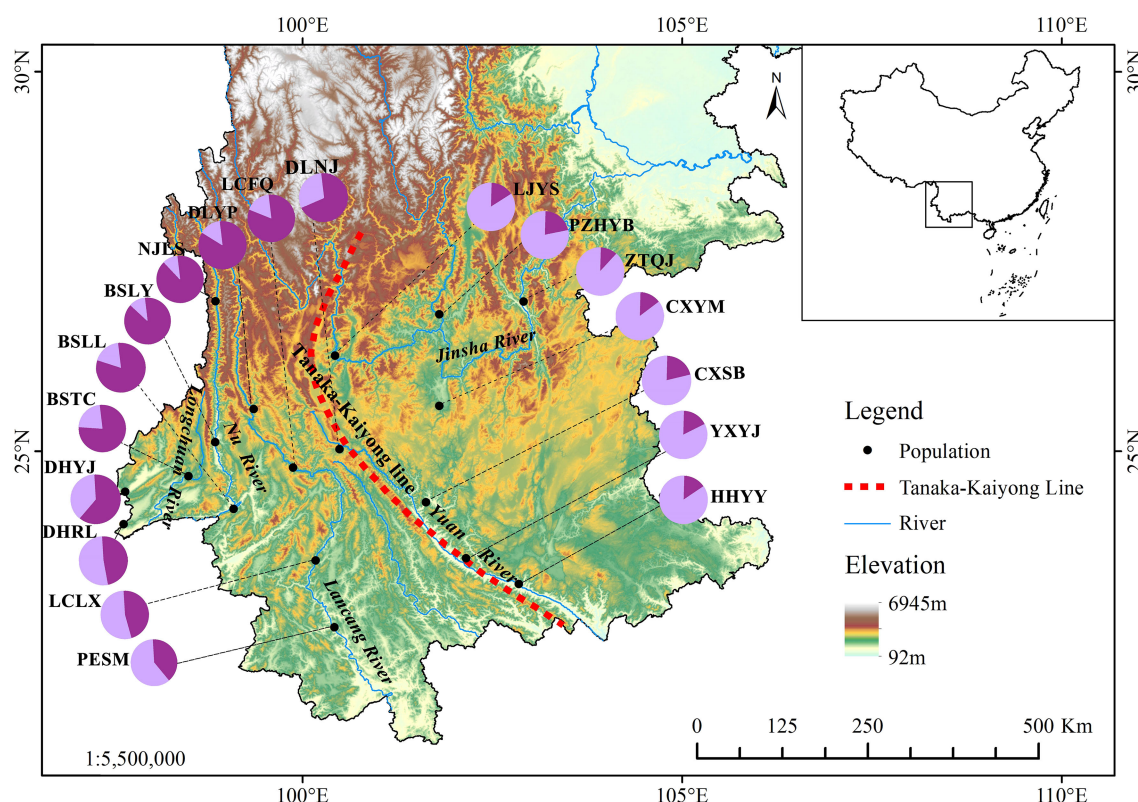 100°E
105°E
110°E
30°N
30°N
N
DLNJ
LCFQ
LJYS
DLYP
PZHYB
NJLS
ZTQJ
BSLY
CXYM
Jinsha River
BSLL
CXSB
Tanaka-Kaiyong line
BSTC
Longchuan River
Nu River
YXYJ
DHYJ
HHYY
Yuan River
DHRL
LCLX
Lancang River
PESM
25°N
25°N
Legend
Population
Tanaka-Kaiyong Line
River
Elevation
6945m
92m
0 125 250 500 Km
1:5,500,000
100°E
105°E
110°E